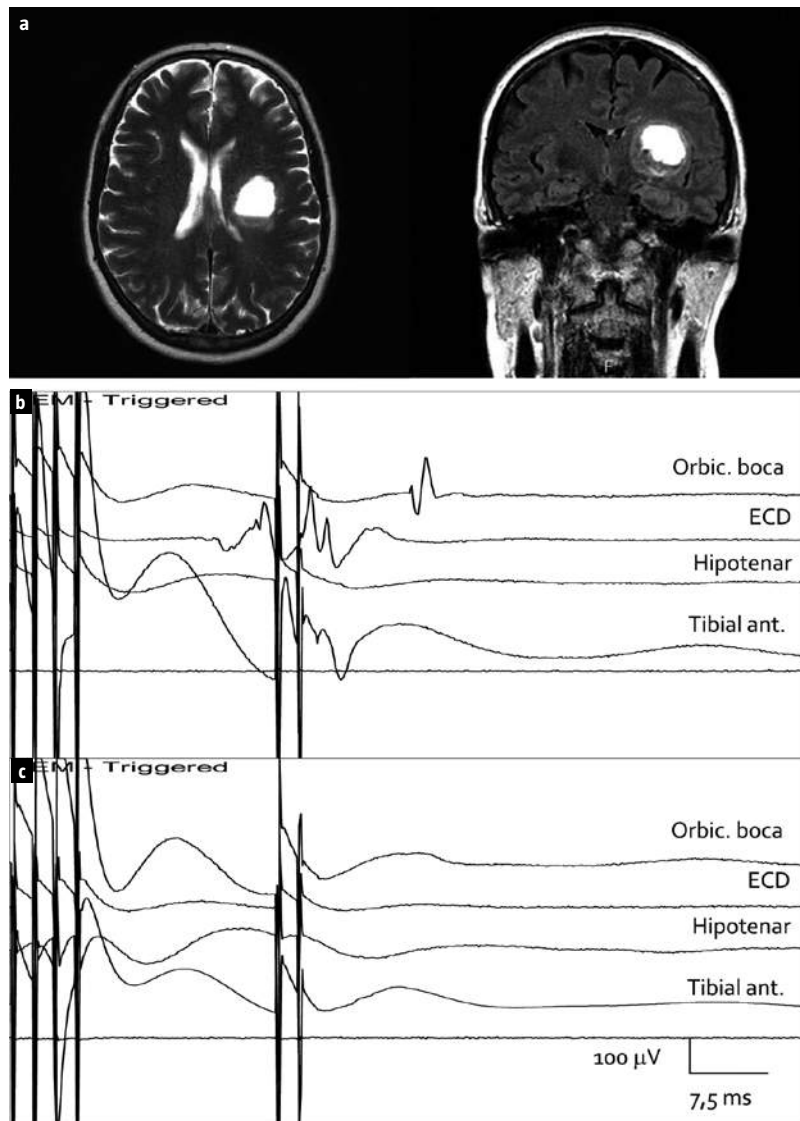 a
F
b
EM - Triggered
Orbic. boca
ECD
Hipotenar
Tibial ant.
c
EM - Triggered
Orbic. boca
ECD
Hipotenar
Tibial ant.
100 µV
7,5 ms